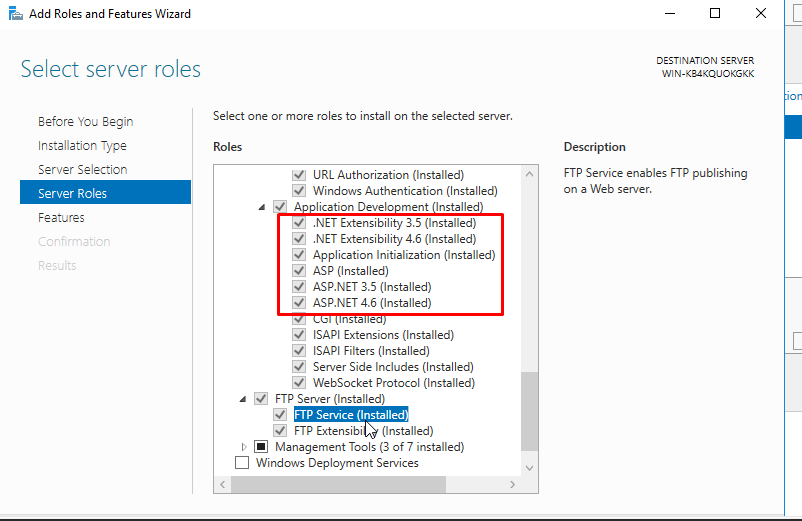 Add Roles and Features Wizard
Select server roles
DESTINATION SERVER
WIN-KB4KQUOKGKK
Before You Begin
Installation Type
Server Selection
Server Roles
Features
Confirmation
Results
Select one or more roles to install on the selected server.
Roles
URL Authorization (Installed)
Windows Authentication (Installed)
Application Development (Installed)
.NET Extensibility 3.5 (Installed)
.NET Extensibility 4.6 (Installed)
Application Initialization (Installed)
ASP (Installed)
ASP.NET 3.5 (Installed)
ASP.NET 4.6 (Installed)
CGI (Installed)
ISAPI Extensions (Installed)
ISAPI Filters (Installed)
Server Side Includes (Installed)
WebSocket Protocol (Installed)
FTP Server (Installed)
FTP Service (Installed)
FTP Extensibility (Installed)
Management Tools (3 of 7 installed)
Windows Deployment Services
Description
FTP Service enables FTP publishing
on a Web server.